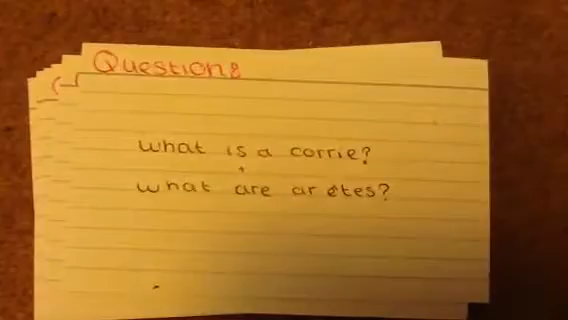 Questions
what is a corrie?
+
what are arêtes?